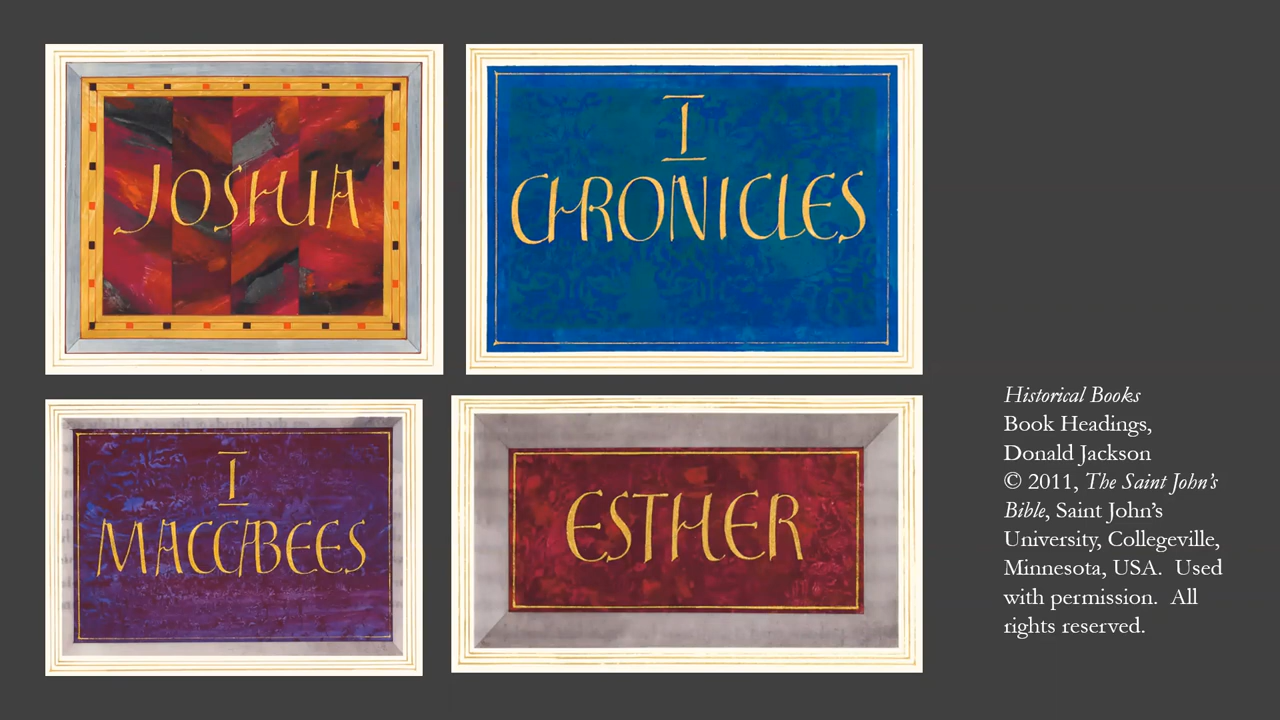 JOSHUA
I
CHRONICLES
I
MACCABEES
ESTHER
Historical Books
Book Headings,
Donald Jackson
© 2011, The Saint John’s
Bible, Saint John’s
University, Collegeville,
Minnesota, USA.  Used
with permission.  All
rights reserved.